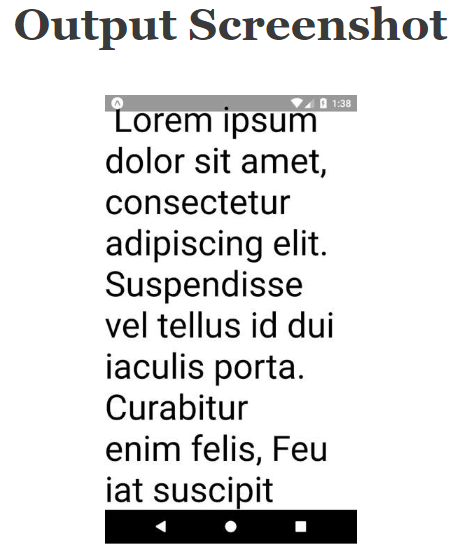 Output Screenshot
1:38
Lorem ipsum
dolor sit amet,
consectetur
adipiscing elit.
Suspendisse
vel tellus id dui
iaculis porta.
Curabitur
enim felis, Feu
iat suscipit